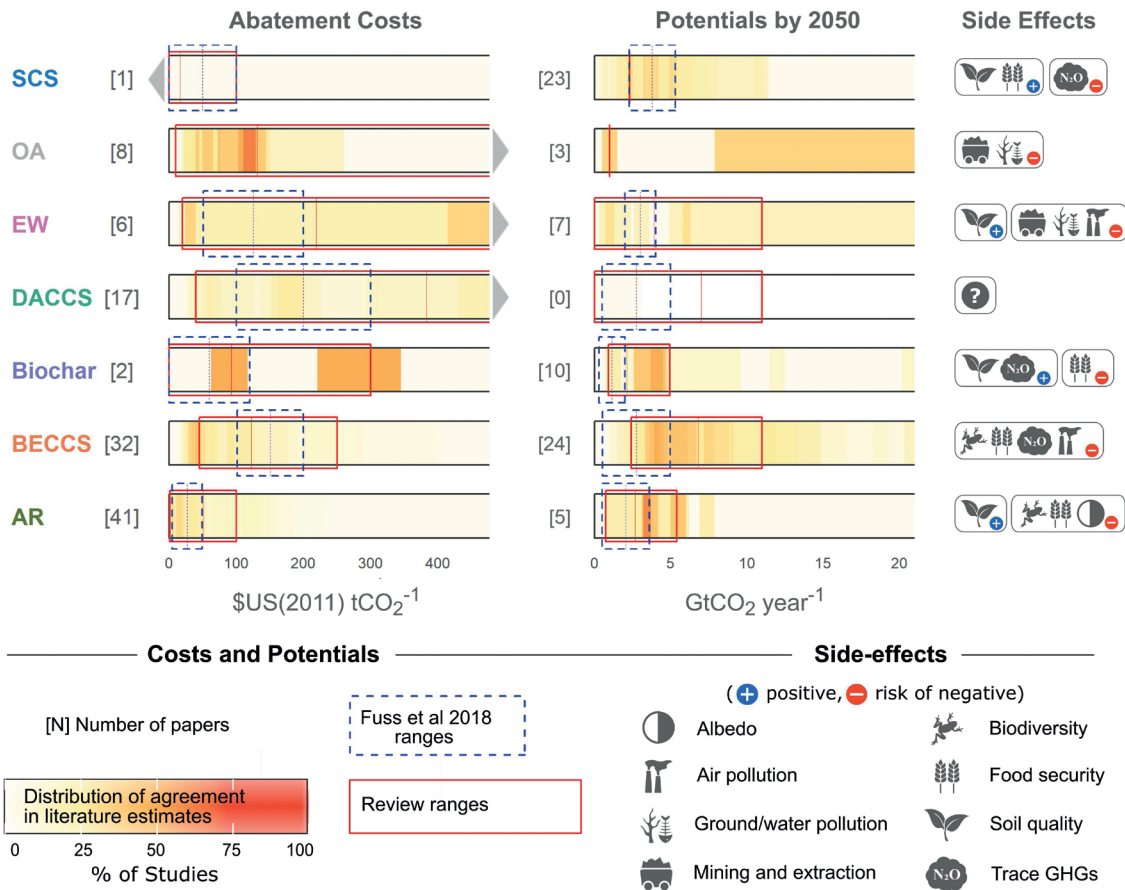 Abatement Costs
Potentials by 2050
Side Effects
SCS [1] [23] N₂O
OA [8] [3]
EW [6] [7]
DACCS [17] [0] ?
Biochar [2] [10] N₂O
BECCS [32] [24] N₂O
AR [41] [5]
0 100 200 300 400
0 5 10 15 20
$US(2011) tCO₂⁻¹
GtCO₂ year⁻¹
Costs and Potentials
[N] Number of papers
Fuss et al 2018
ranges
Distribution of agreement
in literature estimates
0 25 50 75 100
% of Studies
Review ranges
Side-effects
(+ positive, − risk of negative)
Albedo
Biodiversity
Air pollution
Food security
Ground/water pollution
Soil quality
Mining and extraction
N₂O Trace GHGs